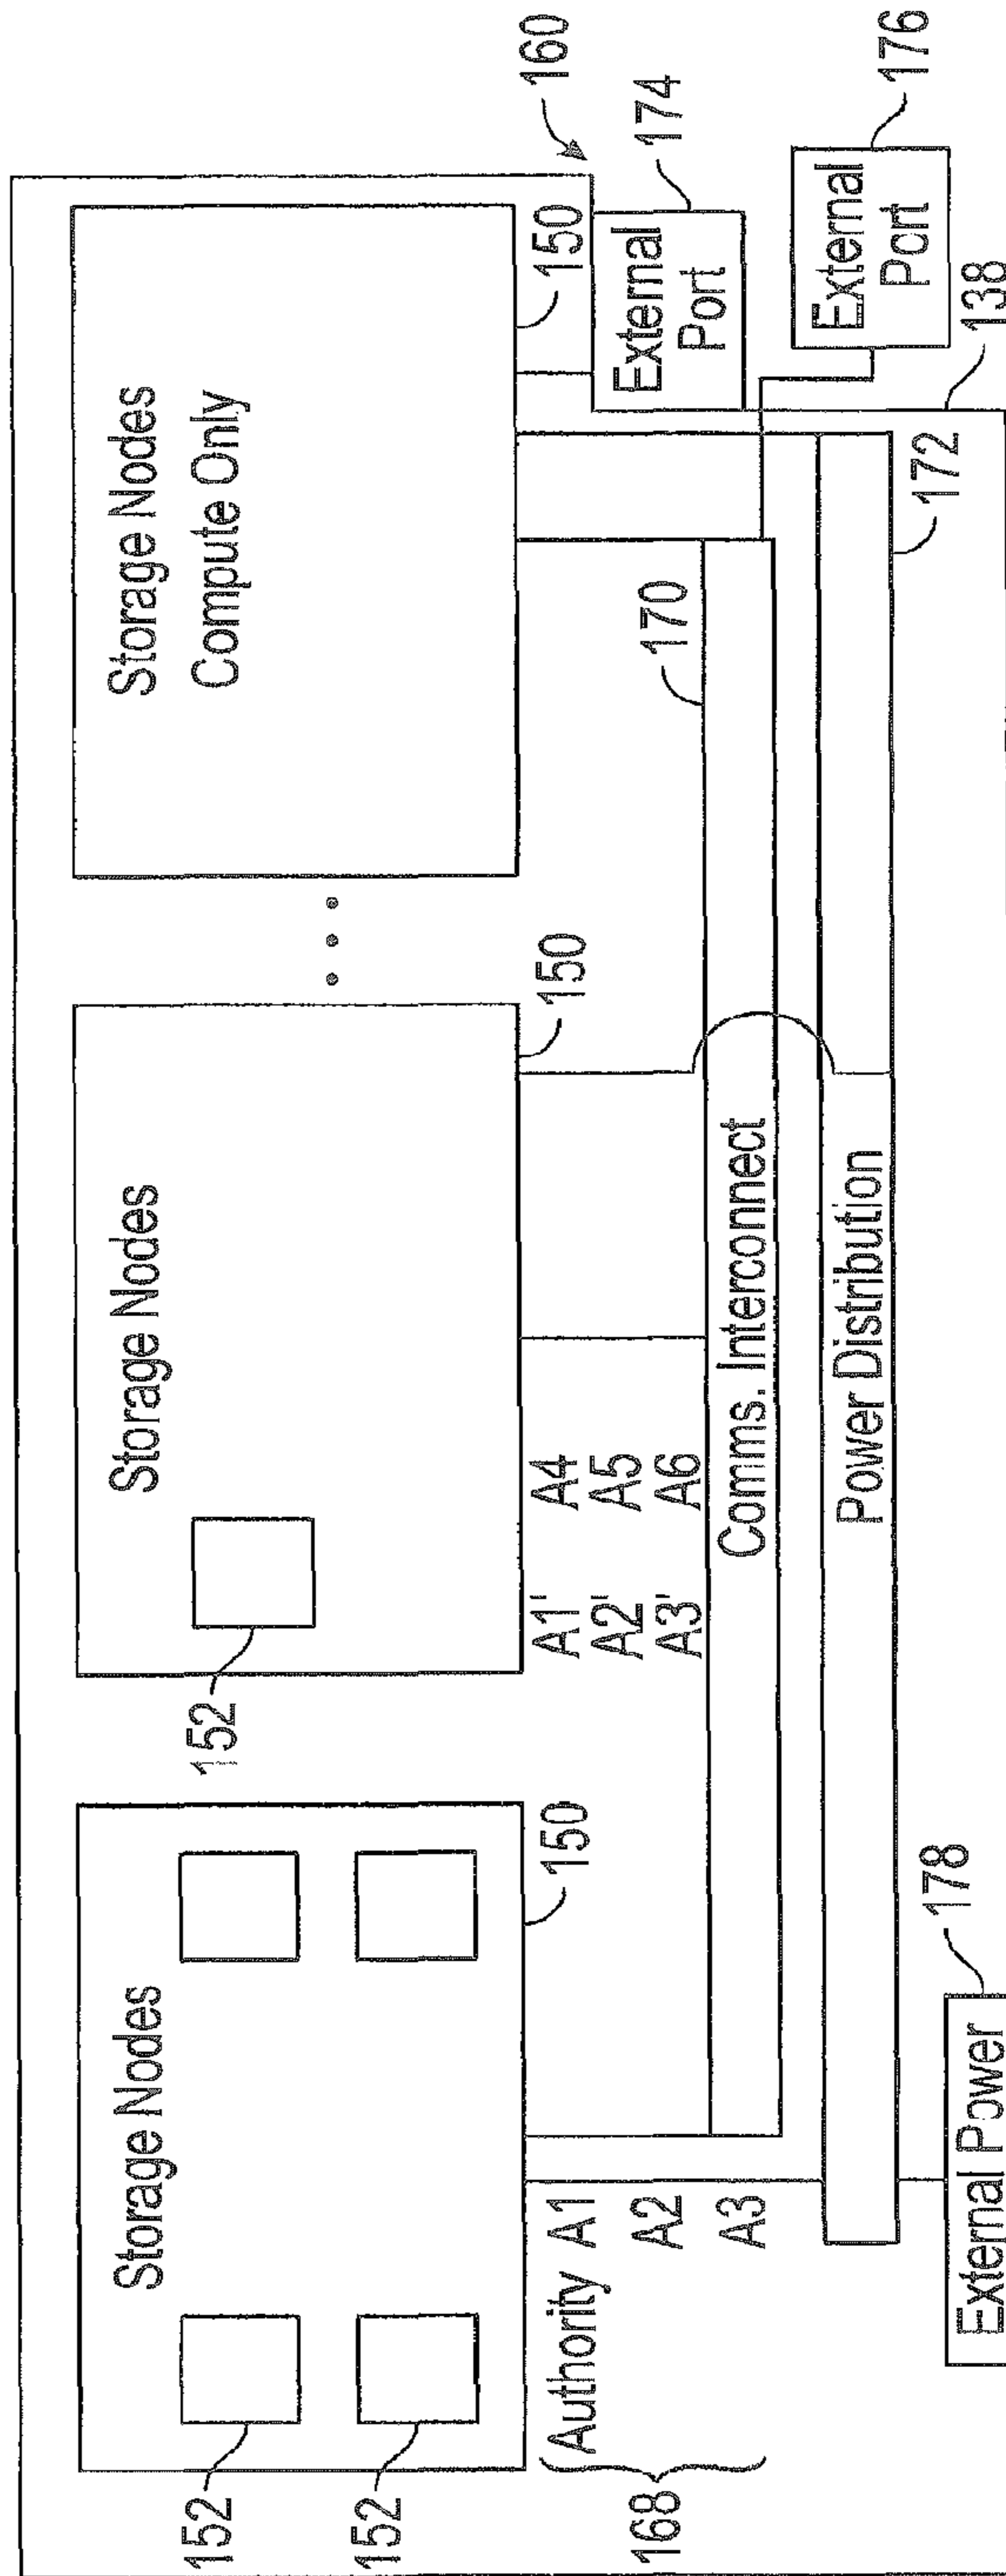 160
Storage Nodes
Storage Nodes
Storage Nodes
Compute Only
152
152
152
150
150
150
168
Authority A1
A2
A3
A1' A4
A2' A5
A3' A6
170
Comms. Interconnect
Power Distribution
172
138
External
Port
174
External
Port
176
External Power
178